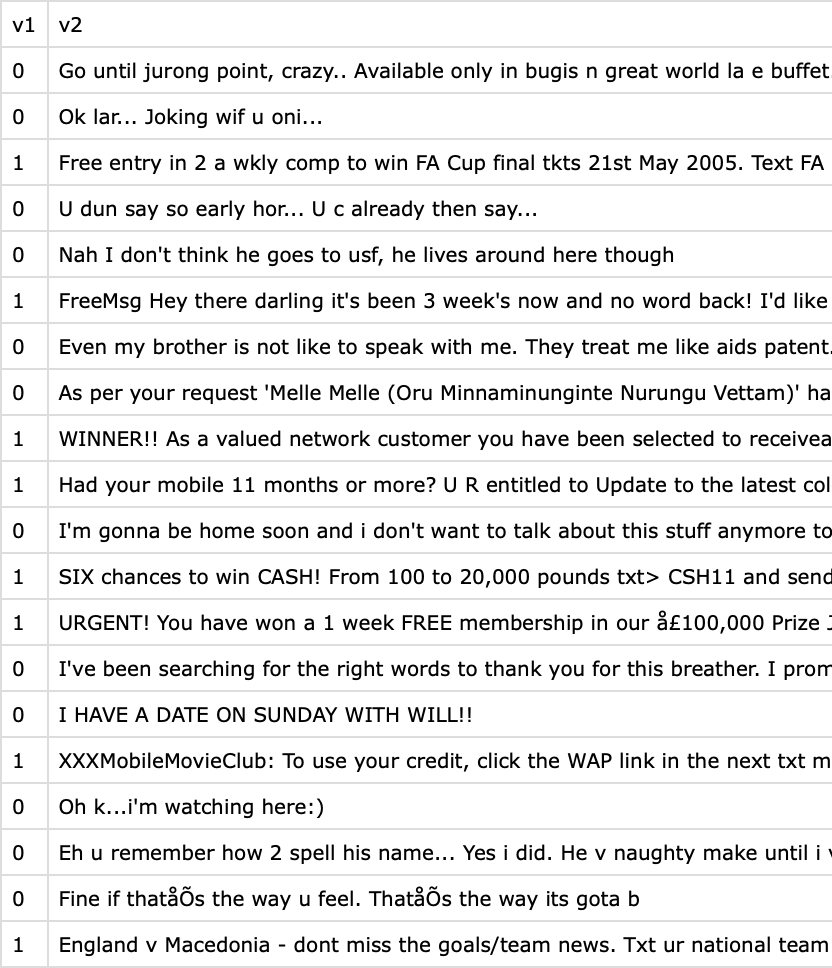 v1 v2
0 Go until jurong point, crazy.. Available only in bugis n great world la e buffet
0 Ok lar... Joking wif u oni...
1 Free entry in 2 a wkly comp to win FA Cup final tkts 21st May 2005. Text FA
0 U dun say so early hor... U c already then say...
0 Nah I don't think he goes to usf, he lives around here though
1 FreeMsg Hey there darling it's been 3 week's now and no word back! I'd like
0 Even my brother is not like to speak with me. They treat me like aids patent.
0 As per your request 'Melle Melle (Oru Minnaminunginte Nurungu Vettam)' ha
1 WINNER!! As a valued network customer you have been selected to receivea
1 Had your mobile 11 months or more? U R entitled to Update to the latest col
0 I'm gonna be home soon and i don't want to talk about this stuff anymore to
1 SIX chances to win CASH! From 100 to 20,000 pounds txt> CSH11 and send
1 URGENT! You have won a 1 week FREE membership in our å£100,000 Prize J
0 I've been searching for the right words to thank you for this breather. I prom
0 I HAVE A DATE ON SUNDAY WITH WILL!!
1 XXXMobileMovieClub: To use your credit, click the WAP link in the next txt m
0 Oh k...i'm watching here:)
0 Eh u remember how 2 spell his name... Yes i did. He v naughty make until i v
0 Fine if thatåÕs the way u feel. ThatåÕs the way its gota b
1 England v Macedonia - dont miss the goals/team news. Txt ur national team